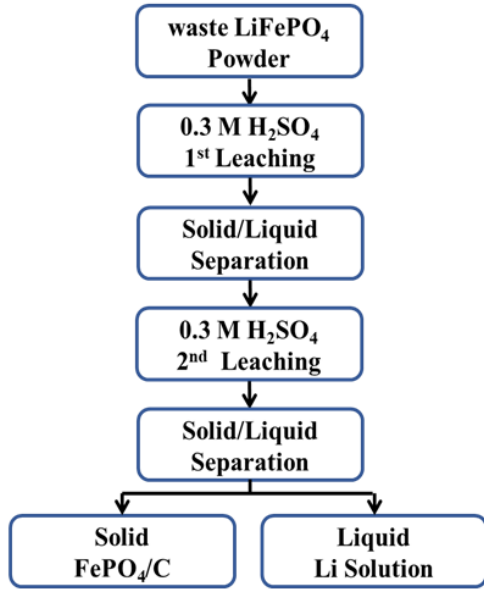 waste LiFePO₄
Powder
0.3 M H₂SO₄
1ˢᵗ Leaching
Solid/Liquid
Separation
0.3 M H₂SO₄
2ⁿᵈ Leaching
Solid/Liquid
Separation
Solid
FePO₄/C
Liquid
Li Solution